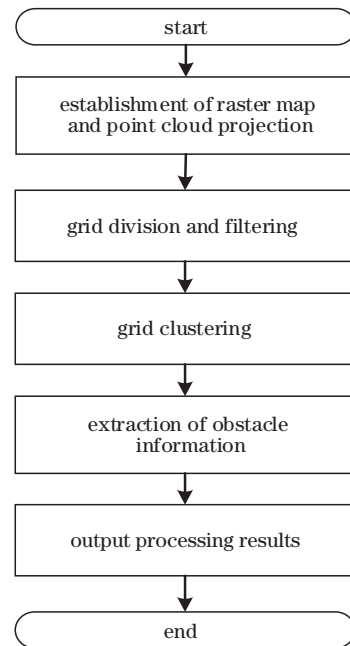 start
establishment of raster map
and point cloud projection
grid division and filtering
grid clustering
extraction of obstacle
information
output processing results
end